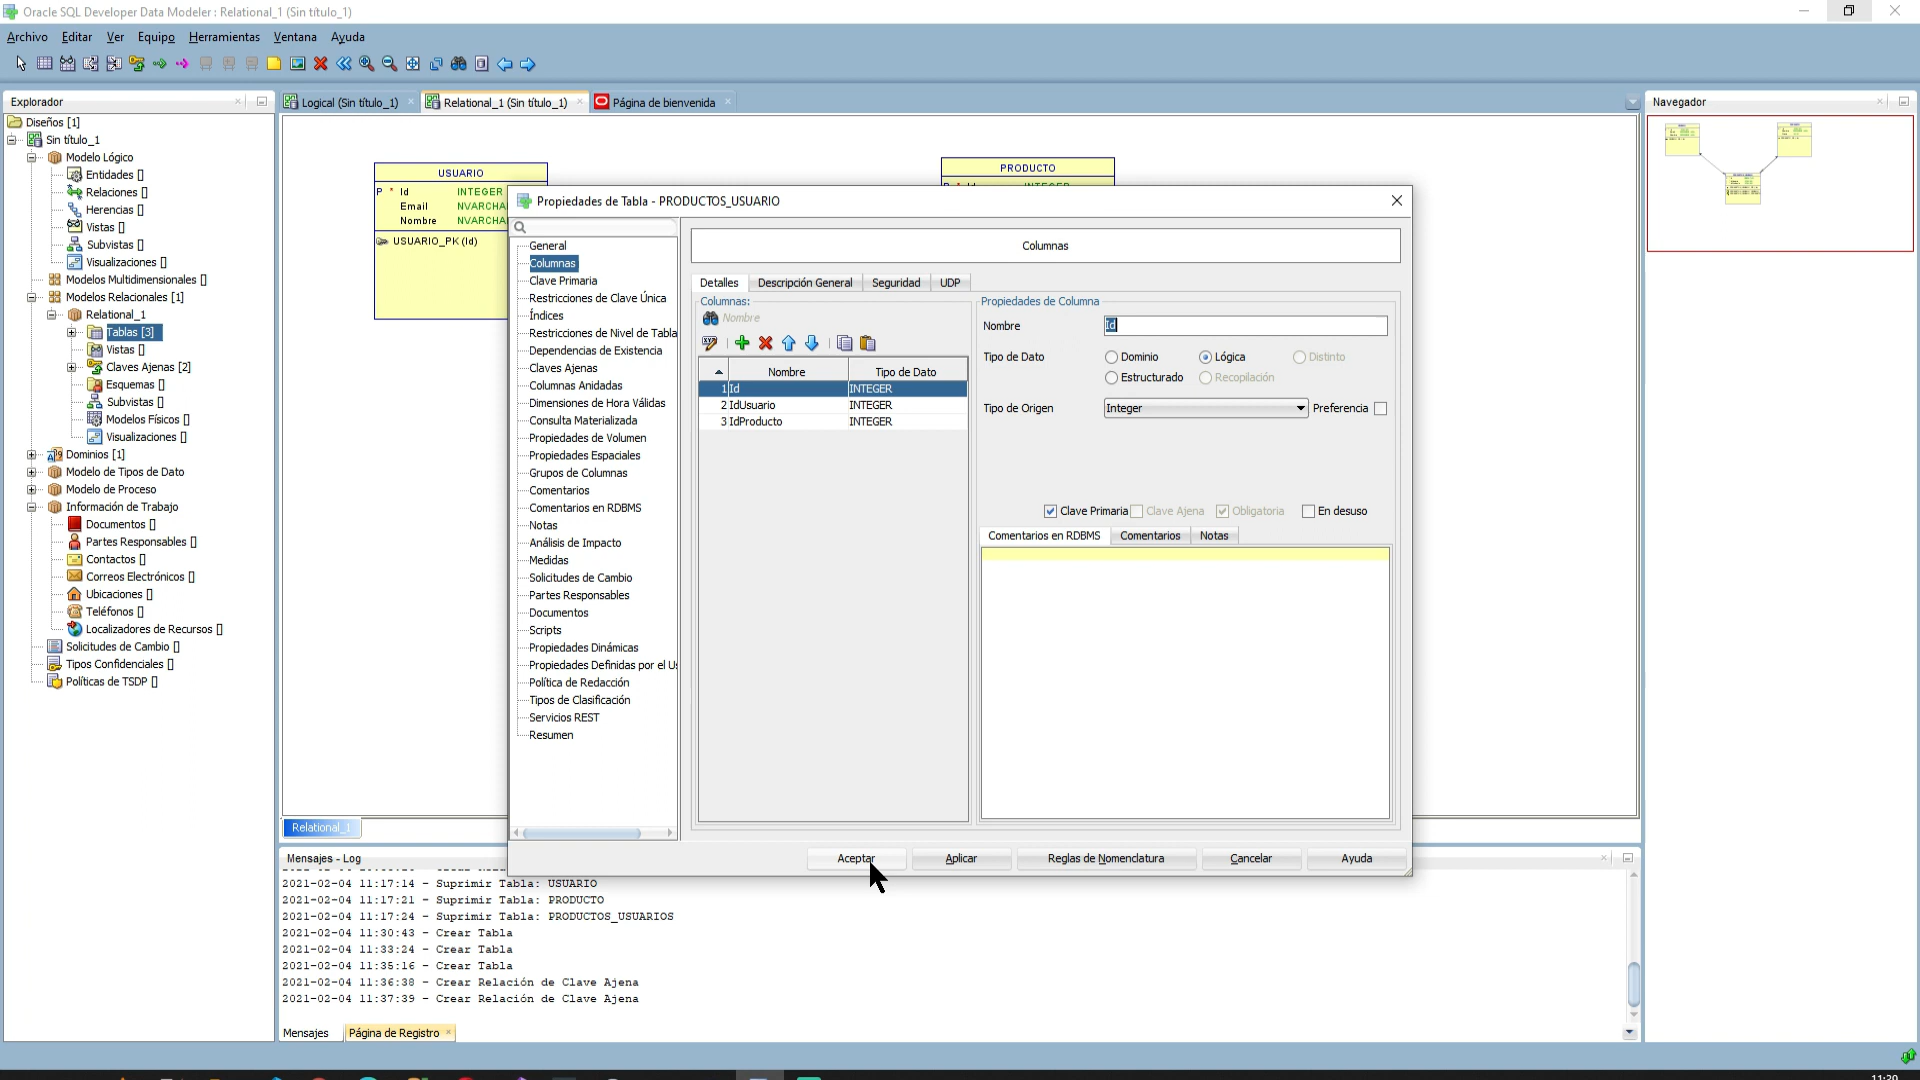 Oracle SQL Developer Data Modeler : Relational_1 (Sin título_1)
Archivo Editar Ver Equipo Herramientas Ventana Ayuda
Explorador
Diseños [1]
Sin título_1
Modelo Lógico
Entidades []
Relaciones []
Herencias []
Vistas []
Subvistas []
Visualizaciones []
Modelos Multidimensionales []
Modelos Relacionales [1]
Relational_1
Tablas [3]
Vistas []
Claves Ajenas [2]
Esquemas []
Subvistas []
Modelos Físicos []
Visualizaciones []
Dominios [1]
Modelo de Tipos de Dato
Modelo de Proceso
Información de Trabajo
Documentos []
Partes Responsables []
Contactos []
Correos Electrónicos []
Ubicaciones []
Teléfonos []
Localizadores de Recursos []
Solicitudes de Cambio []
Tipos Confidenciales []
Políticas de TSDP []
Logical (Sin título_1) Relational_1 (Sin título_1) Página de bienvenida
Navegador
USUARIO
P * Id INTEGER
Email NVARCHA
Nombre NVARCHA
USUARIO_PK (Id)
PRODUCTO
Propiedades de Tabla - PRODUCTOS_USUARIO
General
Columnas
Clave Primaria
Restricciones de Clave Única
Índices
Restricciones de Nivel de Tabla
Dependencias de Existencia
Claves Ajenas
Columnas Anidadas
Dimensiones de Hora Válidas
Consulta Materializada
Propiedades de Volumen
Propiedades Espaciales
Grupos de Columnas
Comentarios
Comentarios en RDBMS
Notas
Análisis de Impacto
Medidas
Solicitudes de Cambio
Partes Responsables
Documentos
Scripts
Propiedades Dinámicas
Propiedades Definidas por el Us
Política de Redacción
Tipos de Clasificación
Servicios REST
Resumen
Columnas
Detalles Descripción General Seguridad UDP
Columnas:
Nombre
Nombre Tipo de Dato
1 Id INTEGER
2 IdUsuario INTEGER
3 IdProducto INTEGER
Propiedades de Columna
Nombre Id
Tipo de Dato Dominio Lógica Distinto
Estructurado Recopilación
Tipo de Origen Integer Preferencia
Clave Primaria Clave Ajena Obligatoria En desuso
Comentarios en RDBMS Comentarios Notas
Aceptar Aplicar Reglas de Nomenclatura Cancelar Ayuda
Relational_1
Mensajes - Log
2021-02-04 11:17:14 - Suprimir Tabla: USUARIO
2021-02-04 11:17:21 - Suprimir Tabla: PRODUCTO
2021-02-04 11:17:24 - Suprimir Tabla: PRODUCTOS_USUARIOS
2021-02-04 11:30:43 - Crear Tabla
2021-02-04 11:33:24 - Crear Tabla
2021-02-04 11:35:16 - Crear Tabla
2021-02-04 11:36:38 - Crear Relación de Clave Ajena
2021-02-04 11:37:39 - Crear Relación de Clave Ajena
Mensajes Página de Registro